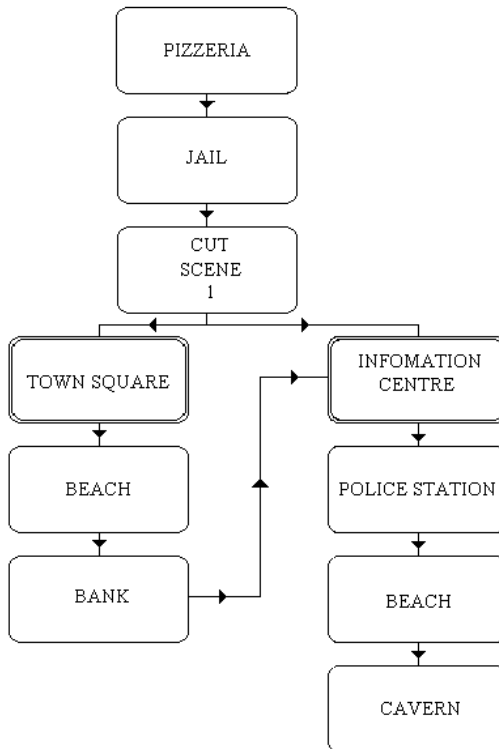 PIZZERIA
JAIL
CUT
SCENE
1
TOWN SQUARE
INFOMATION
CENTRE
BEACH
POLICE STATION
BANK
BEACH
CAVERN